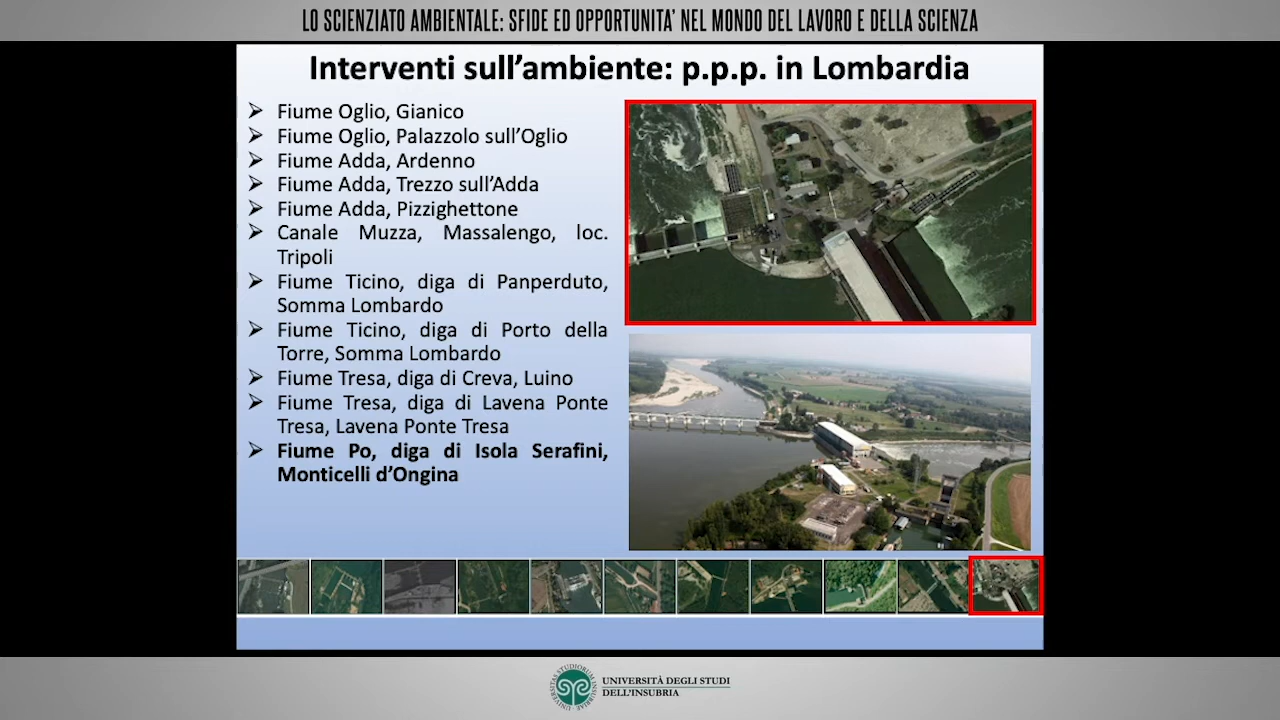 LO SCIENZIATO AMBIENTALE: SFIDE ED OPPORTUNITA’ NEL MONDO DEL LAVORO E DELLA SCIENZA
Interventi sull’ambiente: p.p.p. in Lombardia
Fiume Oglio, Gianico
Fiume Oglio, Palazzolo sull’Oglio
Fiume Adda, Ardenno
Fiume Adda, Trezzo sull’Adda
Fiume Adda, Pizzighettone
Canale Muzza, Massalengo, loc.
Tripoli
Fiume Ticino, diga di Panperduto,
Somma Lombardo
Fiume Ticino, diga di Porto della
Torre, Somma Lombardo
Fiume Tresa, diga di Creva, Luino
Fiume Tresa, diga di Lavena Ponte
Tresa, Lavena Ponte Tresa
Fiume Po, diga di Isola Serafini,
Monticelli d’Ongina
UNIVERSITÀ DEGLI STUDI
DELL’INSUBRIA